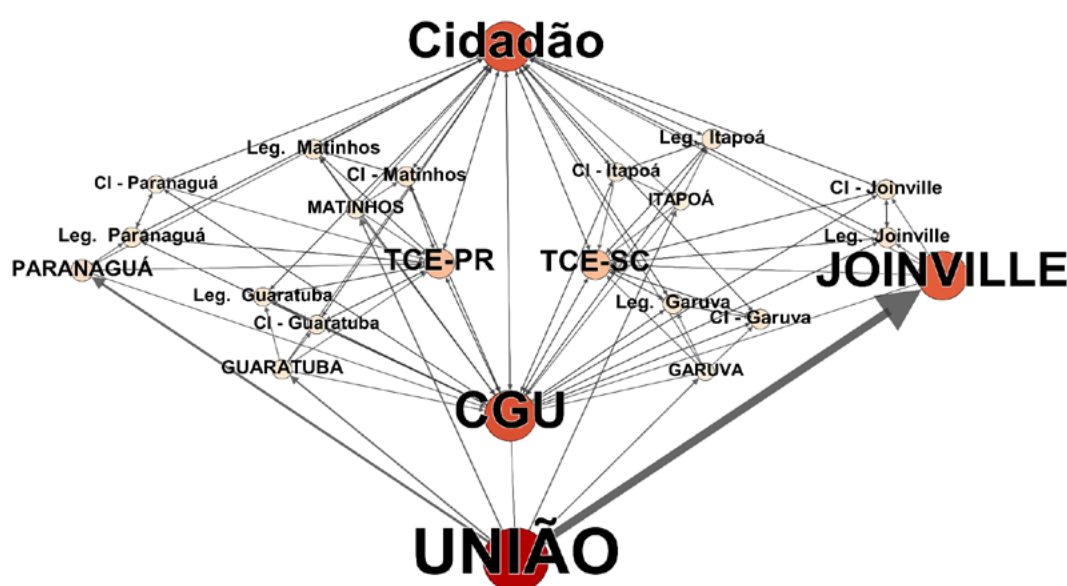 Cidadão
Leg. Itapoá
Leg. Matinhos
CI - Itapoá
CI - Matinhos
CI - Paranaguá
CI - Joinville
ITAPOÁ
MATINHOS
Leg. Paranaguá
Leg. Joinville
TCE-PR
TCE-SC
PARANAGUÁ
JOINVILLE
Leg. Guaratuba
Leg. Garuva
CI - Garuva
CI - Guaratuba
GUARATUBA
GARUVA
CGU
UNIÃO